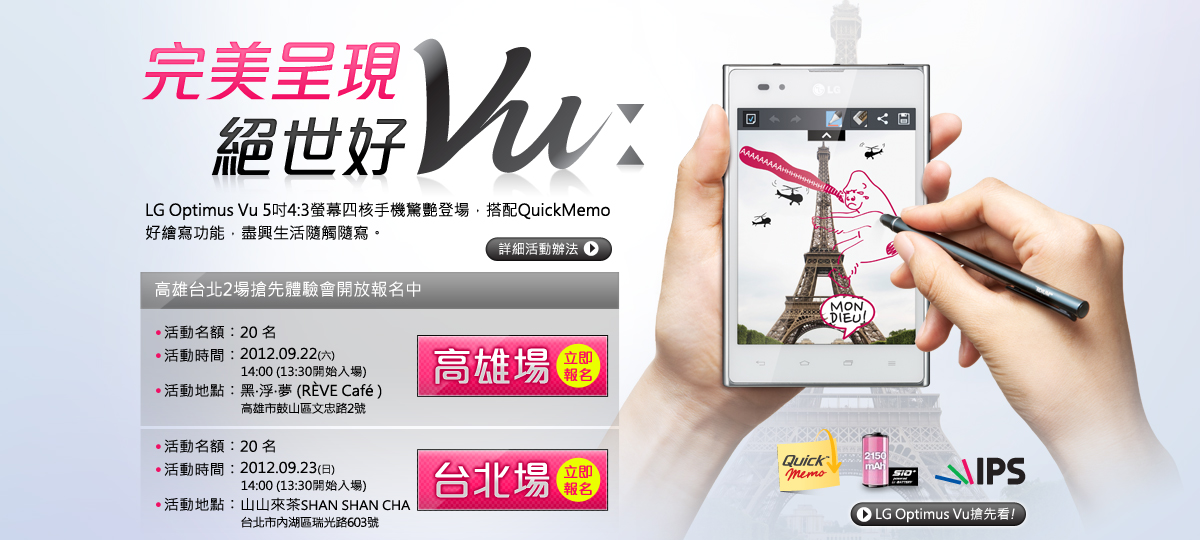 完美呈現
絕世好Vu:
LG Optimus Vu 5吋4:3螢幕四核手機驚艷登場，搭配QuickMemo
好繪寫功能，盡興生活隨觸隨寫。
詳細活動辦法
高雄台北2場搶先體驗會開放報名中
•活動名額：20 名
•活動時間：2012.09.22(六)
14:00 (13:30開始入場)
•活動地點：黑·浮·夢 (RÈVE Café )
高雄市鼓山區文忠路2號
高雄場
立即
報名
•活動名額：20 名
•活動時間：2012.09.23(日)
14:00 (13:30開始入場)
•活動地點：山山來茶SHAN SHAN CHA
台北市內湖區瑞光路603號
台北場
立即
報名
LG
AAAAAAAAAHHHH!
MON
DIEU!
Quick
Memo
2150
mAh
SiO+
BATTERY
IPS
LG Optimus Vu搶先看!